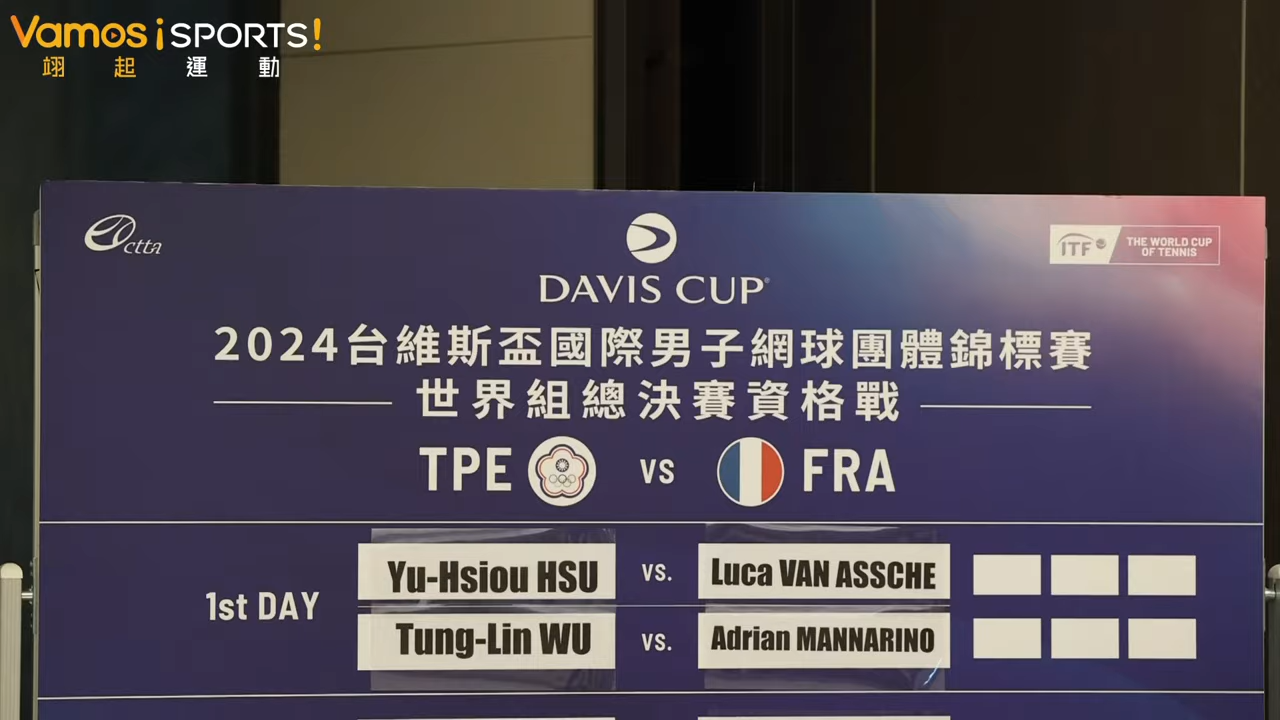 Vamos iSPORTS!
翊起運動
ctta
DAVIS CUP
ITF THE WORLD CUP
OF TENNIS
2024台維斯盃國際男子網球團體錦標賽
世界組總決賽資格戰
TPE VS FRA
1st DAY
Yu-Hsiou HSU VS. Luca VAN ASSCHE
Tung-Lin WU VS. Adrian MANNARINO